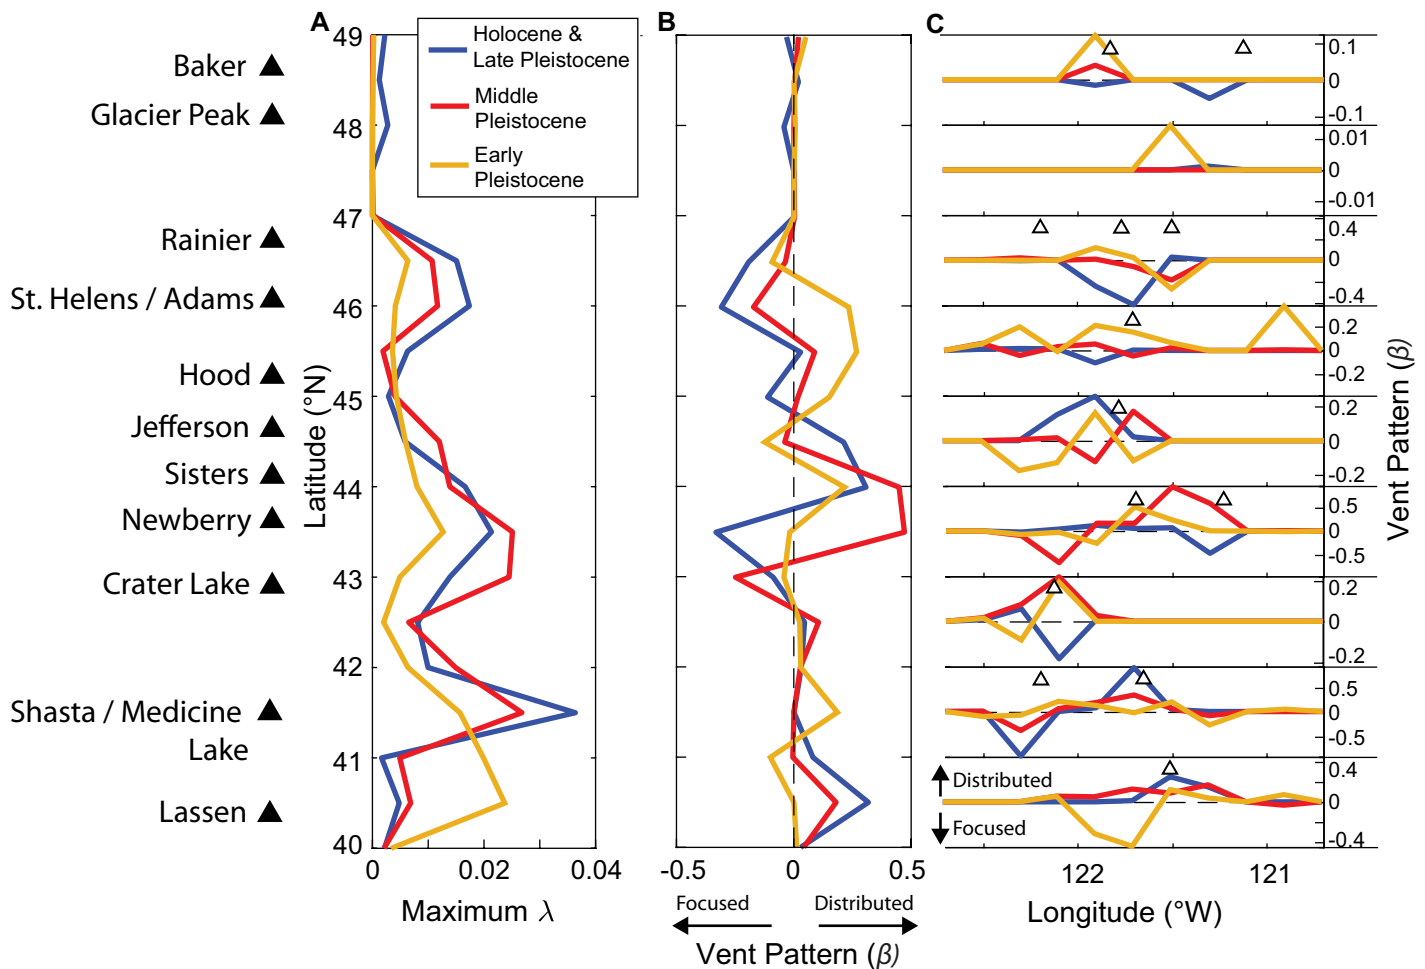 A
B
C
Baker
Glacier Peak
Rainier
St. Helens / Adams
Hood
Jefferson
Sisters
Newberry
Crater Lake
Shasta / Medicine
Lake
Lassen
Latitude (°N)
49
48
47
46
45
44
43
42
41
40
Holocene &
Late Pleistocene
Middle
Pleistocene
Early
Pleistocene
0
0.02
0.04
Maximum λ
-0.5
0
0.5
Focused
Distributed
Vent Pattern (β)
0.1
0
-0.1
0.01
0
-0.01
0.4
0
-0.4
0.2
0
-0.2
0.2
0
-0.2
0.5
0
-0.5
0.2
0
-0.2
0.5
0
-0.5
0.4
0
-0.4
Distributed
Focused
Vent Pattern (β)
122
121
Longitude (°W)